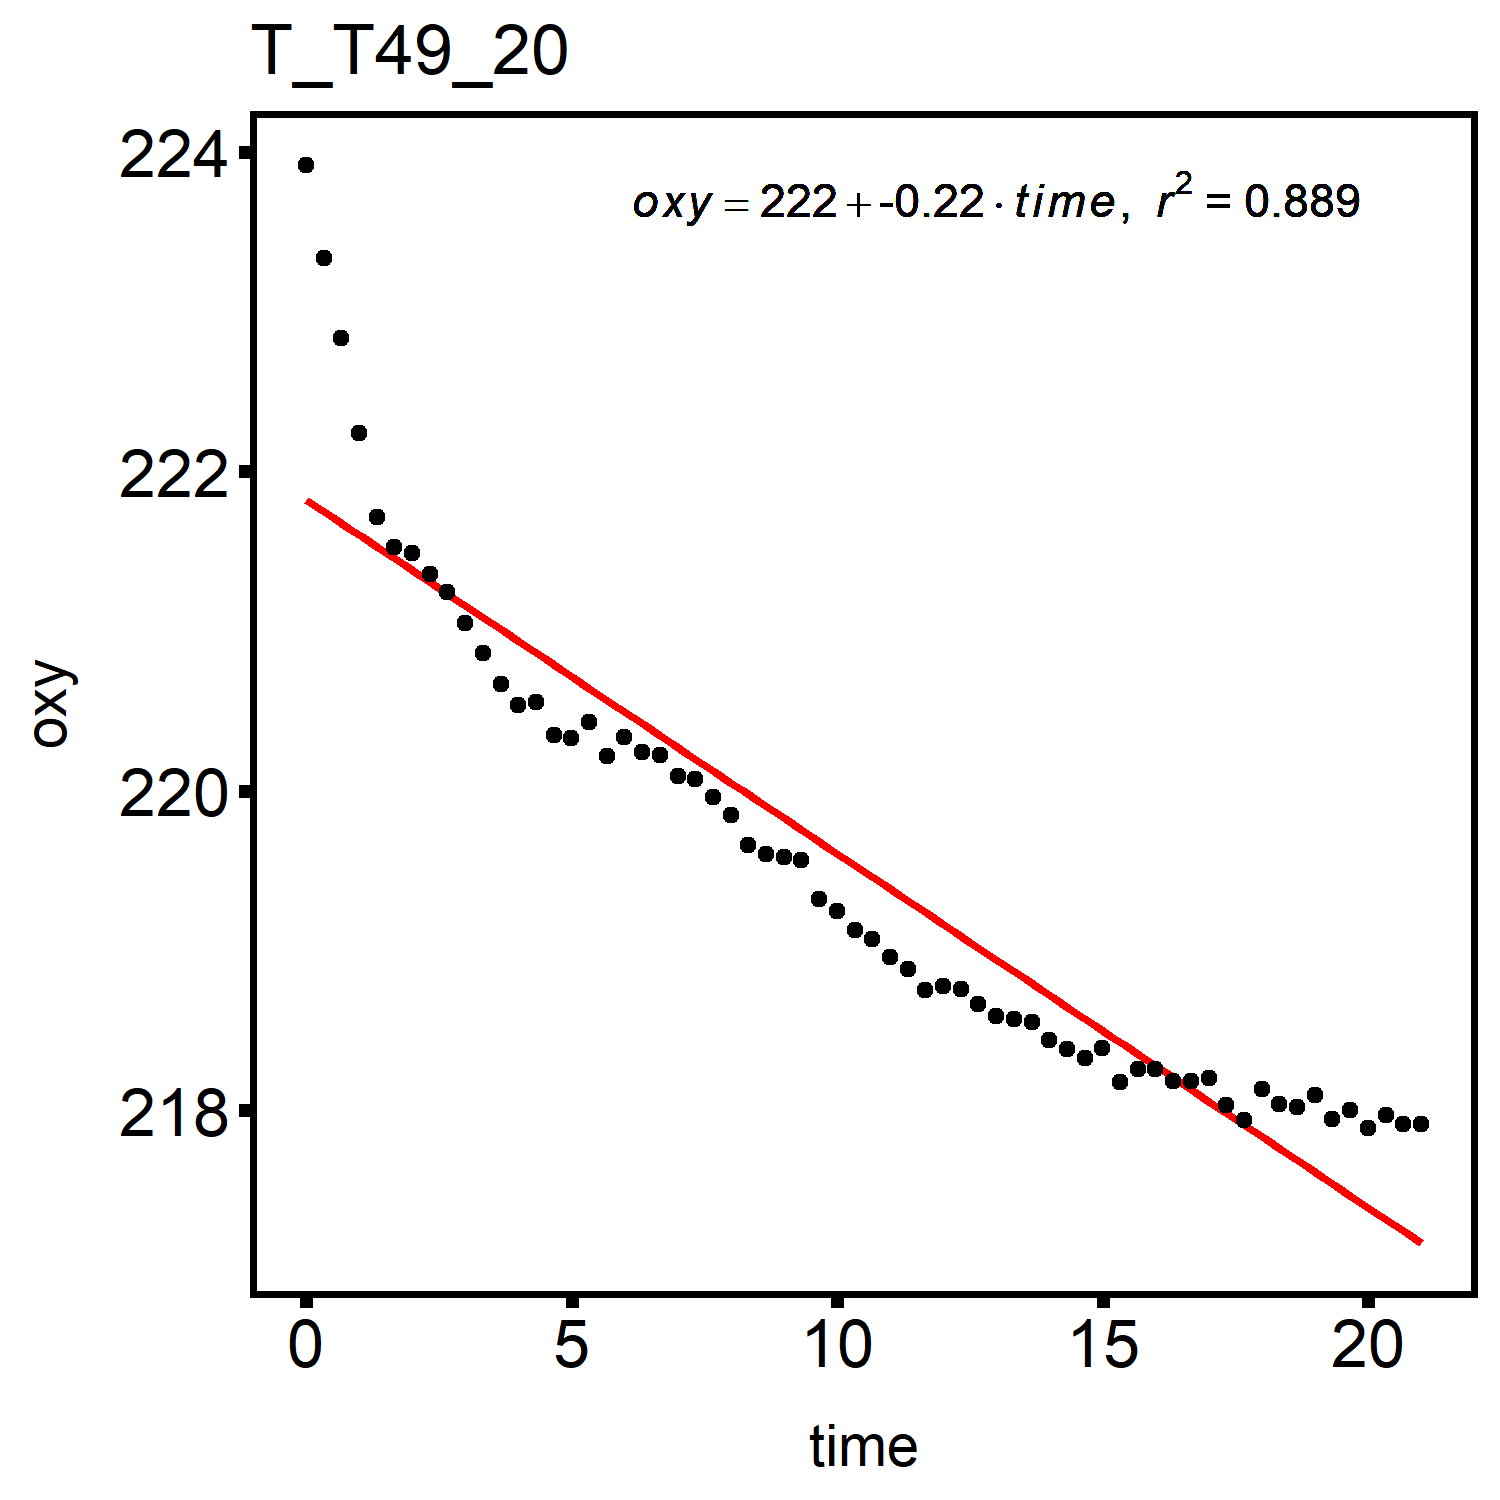 T_T49_20
oxy = 222 + -0.22 · time, r² = 0.889
224
222
220
218
oxy
0 5 10 15 20
time